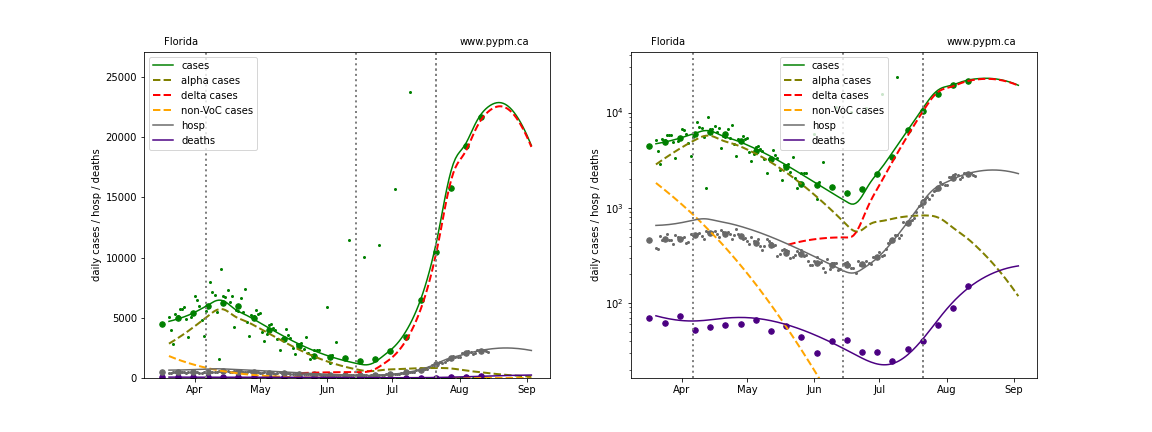 Florida
www.pypm.ca
daily cases / hosp / deaths
25000
20000
15000
10000
5000
0
Apr
May
Jun
Jul
Aug
Sep
cases
alpha cases
delta cases
non-VoC cases
hosp
deaths
Florida
www.pypm.ca
daily cases / hosp / deaths
10⁴
10³
10²
Apr
May
Jun
Jul
Aug
Sep
cases
alpha cases
delta cases
non-VoC cases
hosp
deaths